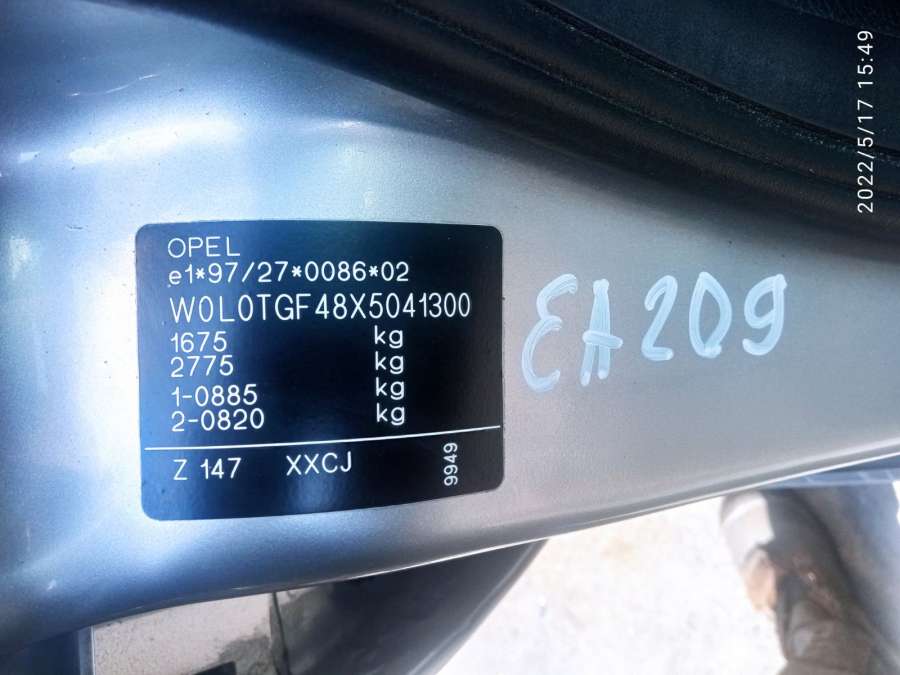 OPEL
e1*97/27*0086*02
W0L0TGF48X5041300
1675 kg
2775 kg
1-0885 kg
2-0820 kg
Z 147 XXCJ
9949
EA209
2022/5/17 15:49